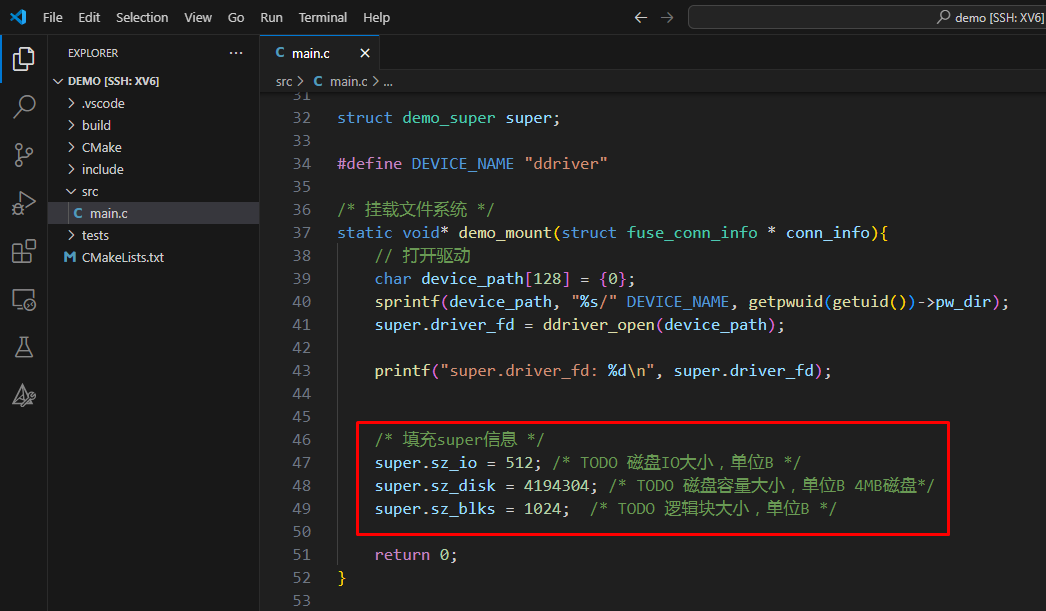 File Edit Selection View Go Run Terminal Help
demo [SSH: XV6]
EXPLORER ...
DEMO [SSH: XV6]
.vscode
build
CMake
include
src
C main.c
tests
M CMakeLists.txt
C main.c
src > C main.c > ...
31
32 struct demo_super super;
33
34 #define DEVICE_NAME "ddriver"
35
36 /* 挂载文件系统 */
37 static void* demo_mount(struct fuse_conn_info * conn_info){
38 // 打开驱动
39 char device_path[128] = {0};
40 sprintf(device_path, "%s/" DEVICE_NAME, getpwuid(getuid())->pw_dir);
41 super.driver_fd = ddriver_open(device_path);
42
43 printf("super.driver_fd: %d\n", super.driver_fd);
44
45
46 /* 填充super信息 */
47 super.sz_io = 512; /* TODO 磁盘IO大小，单位B */
48 super.sz_disk = 4194304; /* TODO 磁盘容量大小，单位B 4MB磁盘*/
49 super.sz_blks = 1024;  /* TODO 逻辑块大小，单位B */
50
51 return 0;
52 }
53